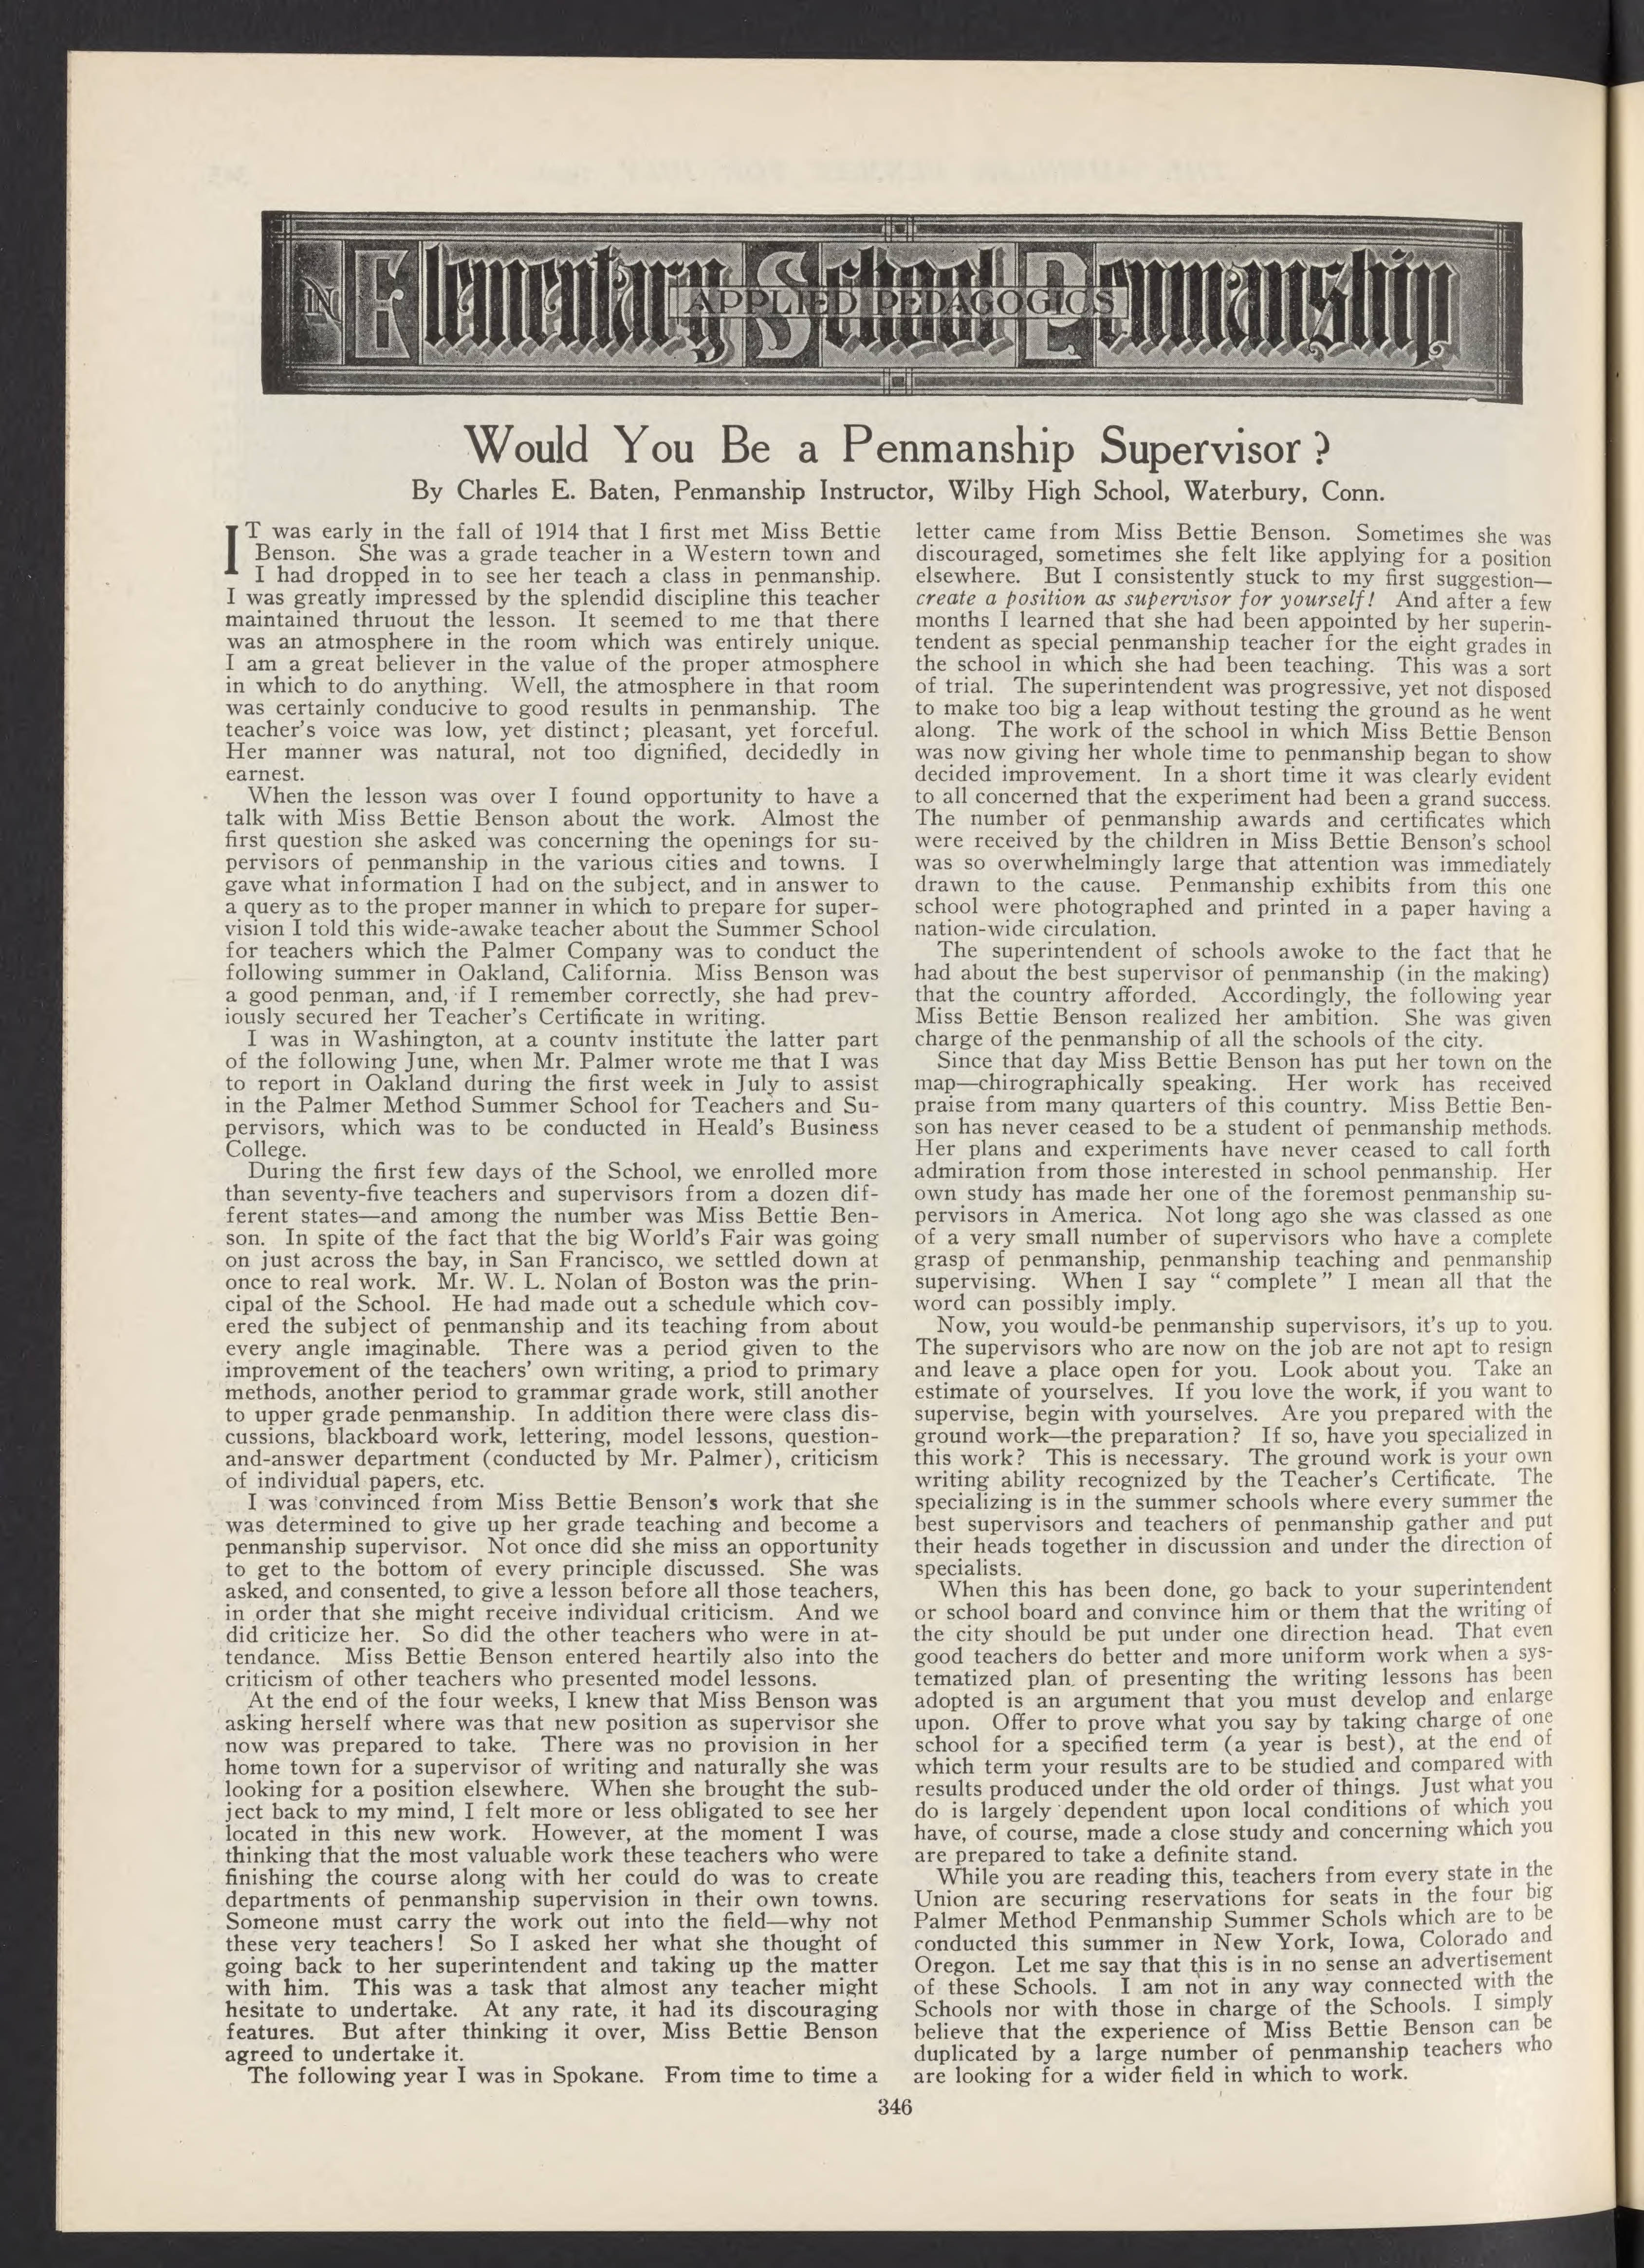 IN Elementary School Penmanship
APPLIED PEDAGOGICS
Would You Be a Penmanship Supervisor?
By Charles E. Baten, Penmanship Instructor, Wilby High School, Waterbury, Conn.
IT was early in the fall of 1914 that I first met Miss Bettie
Benson. She was a grade teacher in a Western town and
I had dropped in to see her teach a class in penmanship.
I was greatly impressed by the splendid discipline this teacher
maintained thruout the lesson. It seemed to me that there
was an atmosphere in the room which was entirely unique.
I am a great believer in the value of the proper atmosphere
in which to do anything. Well, the atmosphere in that room
was certainly conducive to good results in penmanship. The
teacher's voice was low, yet distinct; pleasant, yet forceful.
Her manner was natural, not too dignified, decidedly in
earnest.
When the lesson was over I found opportunity to have a
talk with Miss Bettie Benson about the work. Almost the
first question she asked was concerning the openings for su-
pervisors of penmanship in the various cities and towns. I
gave what information I had on the subject, and in answer to
a query as to the proper manner in which to prepare for super-
vision I told this wide-awake teacher about the Summer School
for teachers which the Palmer Company was to conduct the
following summer in Oakland, California. Miss Benson was
a good penman, and, if I remember correctly, she had prev-
iously secured her Teacher's Certificate in writing.
I was in Washington, at a county institute the latter part
of the following June, when Mr. Palmer wrote me that I was
to report in Oakland during the first week in July to assist
in the Palmer Method Summer School for Teachers and Su-
pervisors, which was to be conducted in Heald's Business
College.
During the first few days of the School, we enrolled more
than seventy-five teachers and supervisors from a dozen dif-
ferent states—and among the number was Miss Bettie Ben-
son. In spite of the fact that the big World's Fair was going
on just across the bay, in San Francisco, we settled down at
once to real work. Mr. W. L. Nolan of Boston was the prin-
cipal of the School. He had made out a schedule which cov-
ered the subject of penmanship and its teaching from about
every angle imaginable. There was a period given to the
improvement of the teachers' own writing, a priod to primary
methods, another period to grammar grade work, still another
to upper grade penmanship. In addition there were class dis-
cussions, blackboard work, lettering, model lessons, question-
and-answer department (conducted by Mr. Palmer), criticism
of individual papers, etc.
I was convinced from Miss Bettie Benson's work that she
was determined to give up her grade teaching and become a
penmanship supervisor. Not once did she miss an opportunity
to get to the bottom of every principle discussed. She was
asked, and consented, to give a lesson before all those teachers,
in order that she might receive individual criticism. And we
did criticize her. So did the other teachers who were in at-
tendance. Miss Bettie Benson entered heartily also into the
criticism of other teachers who presented model lessons.
At the end of the four weeks, I knew that Miss Benson was
asking herself where was that new position as supervisor she
now was prepared to take. There was no provision in her
home town for a supervisor of writing and naturally she was
looking for a position elsewhere. When she brought the sub-
ject back to my mind, I felt more or less obligated to see her
located in this new work. However, at the moment I was
thinking that the most valuable work these teachers who were
finishing the course along with her could do was to create
departments of penmanship supervision in their own towns.
Someone must carry the work out into the field—why not
these very teachers! So I asked her what she thought of
going back to her superintendent and taking up the matter
with him. This was a task that almost any teacher might
hesitate to undertake. At any rate, it had its discouraging
features. But after thinking it over, Miss Bettie Benson
agreed to undertake it.
The following year I was in Spokane. From time to time a
letter came from Miss Bettie Benson. Sometimes she was
discouraged, sometimes she felt like applying for a position
elsewhere. But I consistently stuck to my first suggestion—
create a position as supervisor for yourself! And after a few
months I learned that she had been appointed by her superin-
tendent as special penmanship teacher for the eight grades in
the school in which she had been teaching. This was a sort
of trial. The superintendent was progressive, yet not disposed
to make too big a leap without testing the ground as he went
along. The work of the school in which Miss Bettie Benson
was now giving her whole time to penmanship began to show
decided improvement. In a short time it was clearly evident
to all concerned that the experiment had been a grand success.
The number of penmanship awards and certificates which
were received by the children in Miss Bettie Benson's school
was so overwhelmingly large that attention was immediately
drawn to the cause. Penmanship exhibits from this one
school were photographed and printed in a paper having a
nation-wide circulation.
The superintendent of schools awoke to the fact that he
had about the best supervisor of penmanship (in the making)
that the country afforded. Accordingly, the following year
Miss Bettie Benson realized her ambition. She was given
charge of the penmanship of all the schools of the city.
Since that day Miss Bettie Benson has put her town on the
map—chirographically speaking. Her work has received
praise from many quarters of this country. Miss Bettie Ben-
son has never ceased to be a student of penmanship methods.
Her plans and experiments have never ceased to call forth
admiration from those interested in school penmanship. Her
own study has made her one of the foremost penmanship su-
pervisors in America. Not long ago she was classed as one
of a very small number of supervisors who have a complete
grasp of penmanship, penmanship teaching and penmanship
supervising. When I say "complete" I mean all that the
word can possibly imply.
Now, you would-be penmanship supervisors, it's up to you.
The supervisors who are now on the job are not apt to resign
and leave a place open for you. Look about you. Take an
estimate of yourselves. If you love the work, if you want to
supervise, begin with yourselves. Are you prepared with the
ground work—the preparation? If so, have you specialized in
this work? This is necessary. The ground work is your own
writing ability recognized by the Teacher's Certificate. The
specializing is in the summer schools where every summer the
best supervisors and teachers of penmanship gather and put
their heads together in discussion and under the direction of
specialists.
When this has been done, go back to your superintendent
or school board and convince him or them that the writing of
the city should be put under one direction head. That even
good teachers do better and more uniform work when a sys-
tematized plan of presenting the writing lessons has been
adopted is an argument that you must develop and enlarge
upon. Offer to prove what you say by taking charge of one
school for a specified term (a year is best), at the end of
which term your results are to be studied and compared with
results produced under the old order of things. Just what you
do is largely dependent upon local conditions of which you
have, of course, made a close study and concerning which you
are prepared to take a definite stand.
While you are reading this, teachers from every state in the
Union are securing reservations for seats in the four big
Palmer Method Penmanship Summer Schols which are to be
conducted this summer in New York, Iowa, Colorado and
Oregon. Let me say that this is in no sense an advertisement
of these Schools. I am not in any way connected with the
Schools nor with those in charge of the Schools. I simply
believe that the experience of Miss Bettie Benson can be
duplicated by a large number of penmanship teachers who
are looking for a wider field in which to work.
346